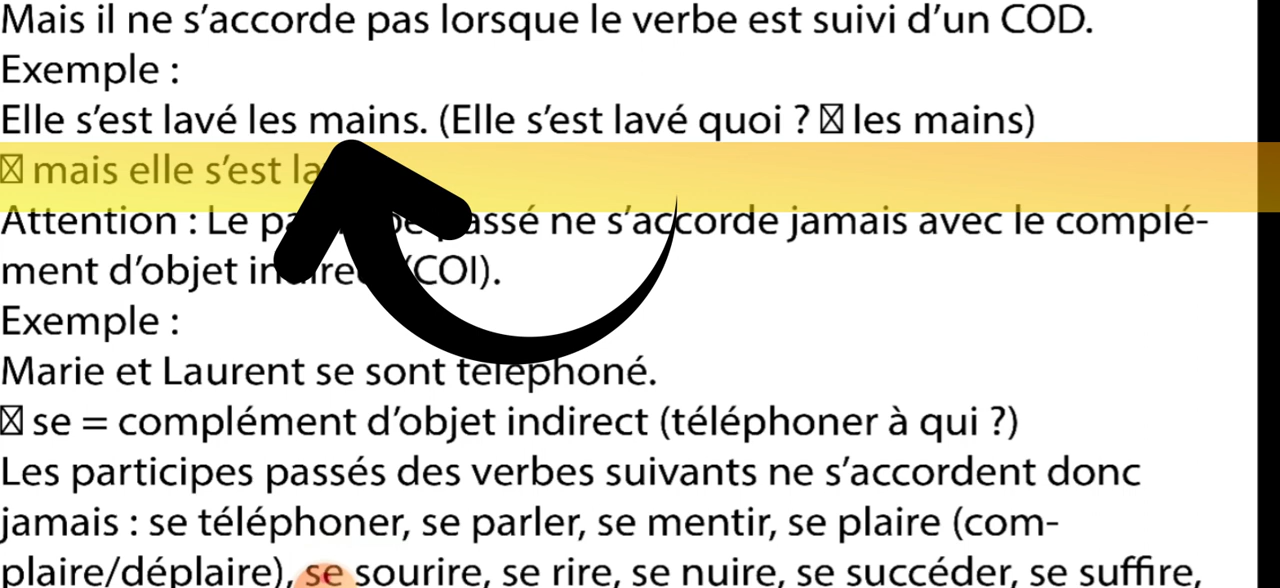 Mais il ne s’accorde pas lorsque le verbe est suivi d’un COD.
Exemple :
Elle s’est lavé les mains. (Elle s’est lavé quoi ? les mains)
mais elle s’est
Attention : Le passé ne s’accorde jamais avec le complé-
ment d’objet indirect (COI).
Exemple :
Marie et Laurent se sont téléphoné.
se = complément d’objet indirect (téléphoner à qui ?)
Les participes passés des verbes suivants ne s’accordent donc
jamais : se téléphoner, se parler, se mentir, se plaire (com-
plaire/déplaire), se sourire, se rire, se nuire, se succéder, se suffire,